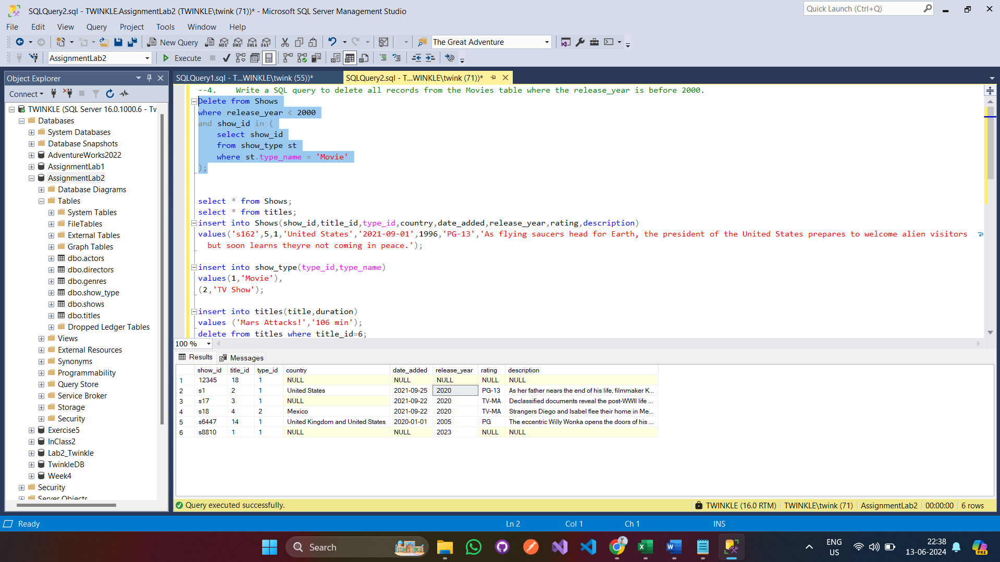 SQLQuery2.sql - TWINKLE.AssignmentLab2 (TWINKLE\twink (71))* - Microsoft SQL Server Management Studio
Quick Launch (Ctrl+Q)
File Edit View Query Project Tools Window Help
New Query
MDX DMX XMLA DAX
The Great Adventure
AssignmentLab2
Execute
Object Explorer
Connect
TWINKLE (SQL Server 16.0.1000.6 - Tv
Databases
System Databases
Database Snapshots
AdventureWorks2022
AssignmentLab1
AssignmentLab2
Database Diagrams
Tables
System Tables
FileTables
External Tables
Graph Tables
dbo.actors
dbo.directors
dbo.genres
dbo.show_type
dbo.shows
dbo.titles
Dropped Ledger Tables
Views
External Resources
Synonyms
Programmability
Query Store
Service Broker
Storage
Security
Exercise5
InClass2
Lab2_Twinkle
TwinkleDB
Week4
Security
Server Objects
SQLQuery1.sql - T...WINKLE\twink (55))*
SQLQuery2.sql - T...WINKLE\twink (71))*
--4. Write a SQL query to delete all records from the Movies table where the release_year is before 2000.
Delete from Shows
where release_year < 2000
and show_id in (
select show_id
from show_type st
where st.type_name = 'Movie'
);
select * from Shows;
select * from titles;
insert into Shows(show_id,title_id,type_id,country,date_added,release_year,rating,description)
values('s162',5,1,'United States','2021-09-01',1996,'PG-13','As flying saucers head for Earth, the president of the United States prepares to welcome alien visitors
but soon learns theyre not coming in peace.');
insert into show_type(type_id,type_name)
values(1,'Movie'),
(2,'TV Show');
insert into titles(title,duration)
values ('Mars Attacks!','106 min');
delete from titles where title_id=6;
100 %
Results Messages
show_id title_id type_id country date_added release_year rating description
1 12345 18 1 NULL NULL NULL NULL NULL
2 s1 2 1 United States 2021-09-25 2020 PG-13 As her father nears the end of his life, filmmaker K...
3 s17 3 1 NULL 2021-09-22 2020 TV-MA Declassified documents reveal the post-WWII life ...
4 s18 4 2 Mexico 2021-09-22 2020 TV-MA Strangers Diego and Isabel flee their home in Me...
5 s6447 14 1 United Kingdom and United States 2020-01-01 2005 PG The eccentric Willy Wonka opens the doors of his ...
6 s8810 1 1 NULL NULL 2023 NULL NULL
Query executed successfully.
TWINKLE (16.0 RTM) TWINKLE\twink (71) AssignmentLab2 00:00:00 6 rows
Ready
Ln 2 Col 1 Ch 1 INS
Search
ENG
US
22:38
13-06-2024
PRE